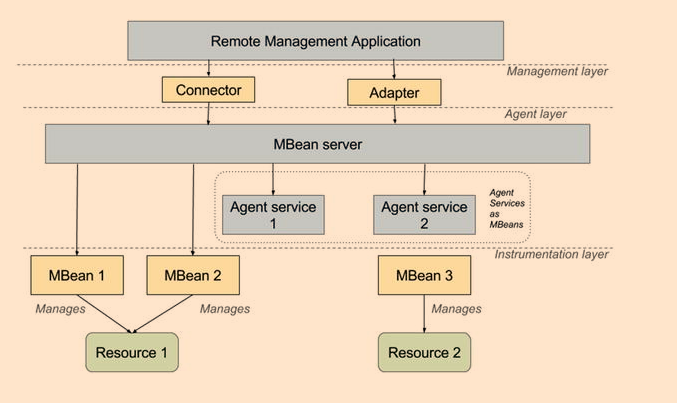 Remote Management Application
Management layer
Connector
Adapter
Agent layer
MBean server
Agent service
1
Agent service
2
Agent
Services
as
MBeans
Instrumentation layer
MBean 1
MBean 2
MBean 3
Manages
Manages
Manages
Resource 1
Resource 2